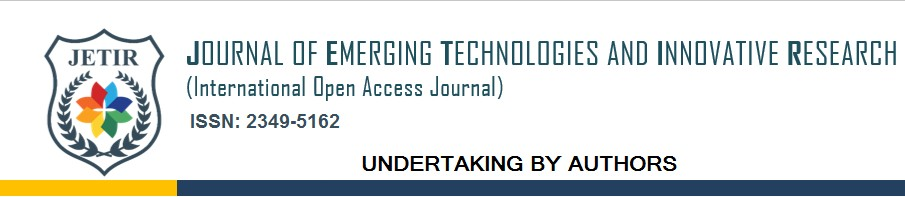 JETIR
JOURNAL OF EMERGING TECHNOLOGIES AND INNOVATIVE RESEARCH
(International Open Access Journal)
ISSN: 2349-5162
UNDERTAKING BY AUTHORS